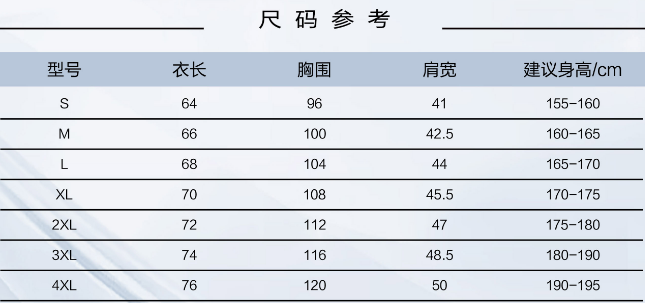 尺码参考
型号 衣长 胸围 肩宽 建议身高/cm
S 64 96 41 155-160
M 66 100 42.5 160-165
L 68 104 44 165-170
XL 70 108 45.5 170-175
2XL 72 112 47 175-180
3XL 74 116 48.5 180-190
4XL 76 120 50 190-195